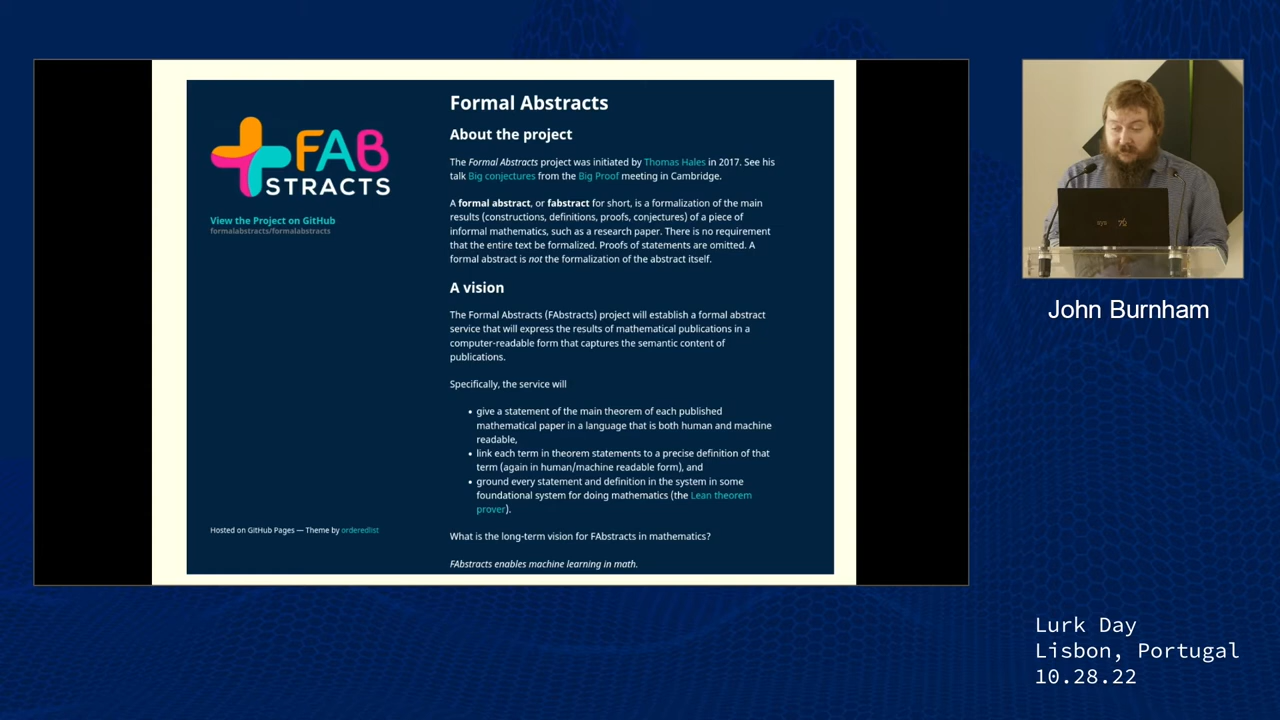 FAB
STRACTS
View the Project on GitHub
formalabstracts/formalabstracts
Hosted on GitHub Pages — Theme by orderedlist
Formal Abstracts
About the project
The Formal Abstracts project was initiated by Thomas Hales in 2017. See his
talk Big conjectures from the Big Proof meeting in Cambridge.
A formal abstract, or fabstract for short, is a formalization of the main
results (constructions, definitions, proofs, conjectures) of a piece of
informal mathematics, such as a research paper. There is no requirement
that the entire text be formalized. Proofs of statements are omitted. A
formal abstract is not the formalization of the abstract itself.
A vision
The Formal Abstracts (FAbstracts) project will establish a formal abstract
service that will express the results of mathematical publications in a
computer-readable form that captures the semantic content of
publications.
Specifically, the service will
• give a statement of the main theorem of each published
mathematical paper in a language that is both human and machine
readable,
• link each term in theorem statements to a precise definition of that
term (again in human/machine readable form), and
• ground every statement and definition in the system in some
foundational system for doing mathematics (the Lean theorem
prover).
What is the long-term vision for FAbstracts in mathematics?
FAbstracts enables machine learning in math.
John Burnham
Lurk Day
Lisbon, Portugal
10.28.22